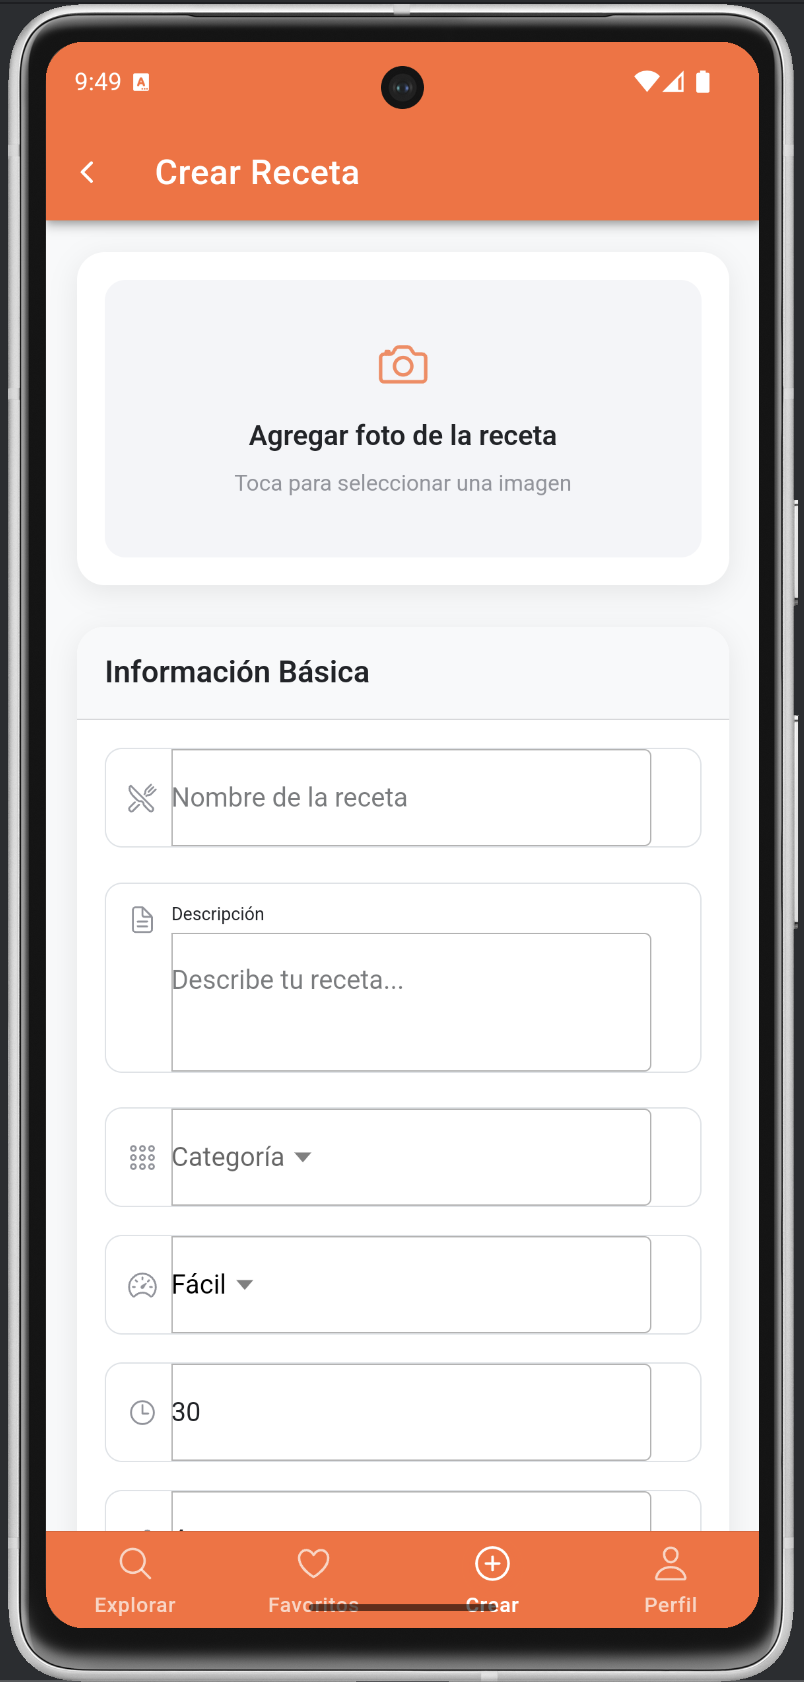 9:49 A
Crear Receta
Agregar foto de la receta
Toca para seleccionar una imagen
Información Básica
Nombre de la receta
Descripción
Describe tu receta...
Categoría
Fácil
30
Explorar Favoritos Crear Perfil